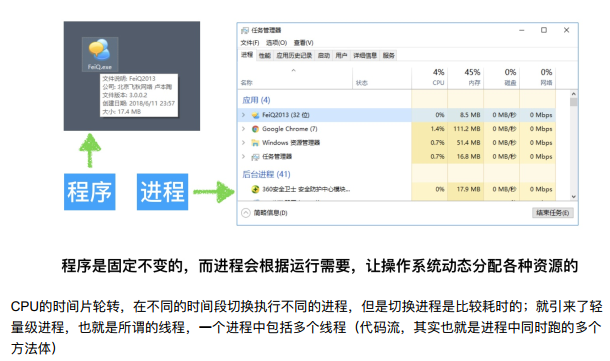 FeiQ.exe
文件说明: FeiQ2013
公司: 北京飞秋网络 卢本陶
文件版本: 3.0.0.2
创建日期: 2018/6/11 23:57
大小: 17.4 MB
程序
进程
任务管理器
文件(F) 选项(O) 查看(V)
进程 性能 应用历史记录 启动 用户 详细信息 服务
4% 45% 0% 0%
名称 状态 CPU 内存 磁盘 网络
应用 (4)
FeiQ2013 (32 位) 0% 8.5 MB 0 MB/秒 0 Mbps
Google Chrome (7) 1.4% 111.2 MB 0 MB/秒 0 Mbps
Windows 资源管理器 0.7% 51.4 MB 0 MB/秒 0 Mbps
任务管理器 0.7% 16.8 MB 0 MB/秒 0 Mbps
后台进程 (41)
360安全卫士 安全防护中心模块... 0% 17.9 MB 0 MB/秒 0 Mbps
简略信息(D) 结束任务(E)
程序是固定不变的，而进程会根据运行需要，让操作系统动态分配各种资源的
CPU的时间片轮转，在不同的时间段切换执行不同的进程，但是切换进程是比较耗时的；就引来了轻
量级进程，也就是所谓的线程，一个进程中包括多个线程（代码流，其实也就是进程中同时跑的多个
方法体）